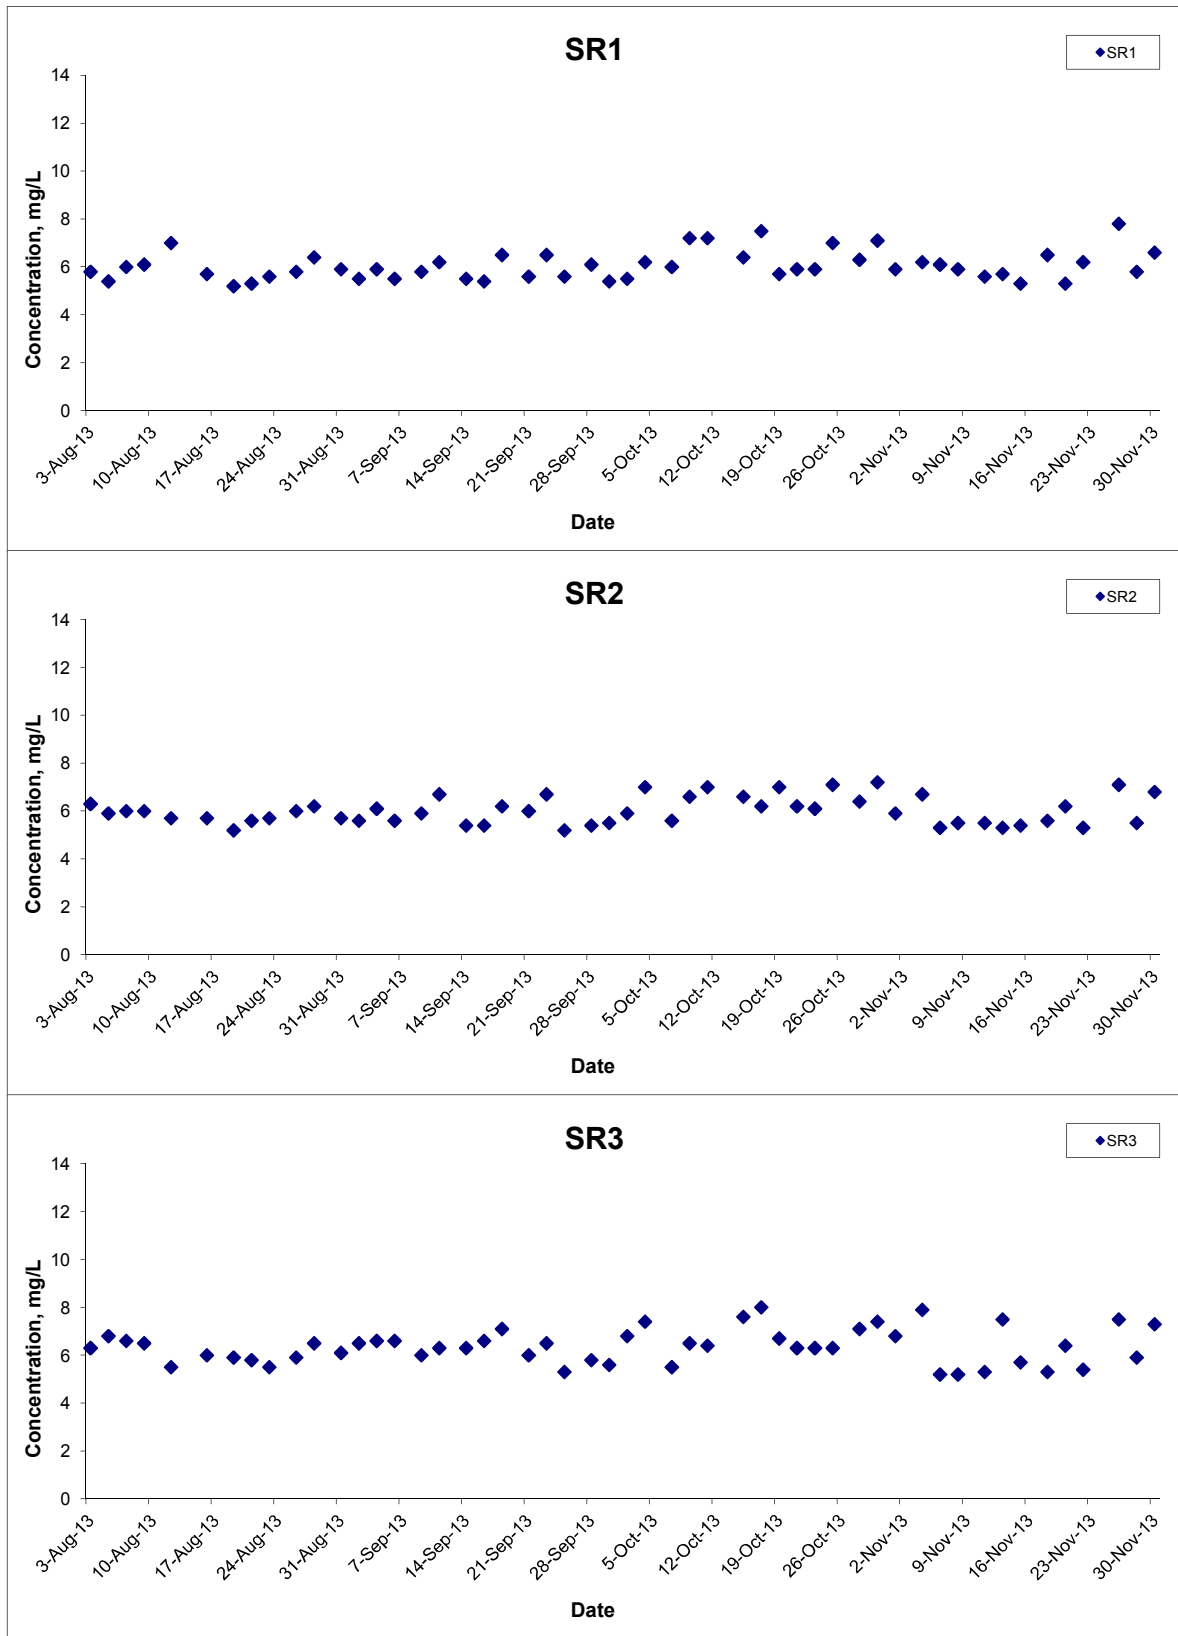 SR1
SR1
14
12
10
8
6
4
2
0
Concentration, mg/L
3-Aug-13
10-Aug-13
17-Aug-13
24-Aug-13
31-Aug-13
7-Sep-13
14-Sep-13
21-Sep-13
28-Sep-13
5-Oct-13
12-Oct-13
19-Oct-13
26-Oct-13
2-Nov-13
9-Nov-13
16-Nov-13
23-Nov-13
30-Nov-13
Date
SR2
SR2
14
12
10
8
6
4
2
0
Concentration, mg/L
3-Aug-13
10-Aug-13
17-Aug-13
24-Aug-13
31-Aug-13
7-Sep-13
14-Sep-13
21-Sep-13
28-Sep-13
5-Oct-13
12-Oct-13
19-Oct-13
26-Oct-13
2-Nov-13
9-Nov-13
16-Nov-13
23-Nov-13
30-Nov-13
Date
SR3
SR3
14
12
10
8
6
4
2
0
Concentration, mg/L
3-Aug-13
10-Aug-13
17-Aug-13
24-Aug-13
31-Aug-13
7-Sep-13
14-Sep-13
21-Sep-13
28-Sep-13
5-Oct-13
12-Oct-13
19-Oct-13
26-Oct-13
2-Nov-13
9-Nov-13
16-Nov-13
23-Nov-13
30-Nov-13
Date